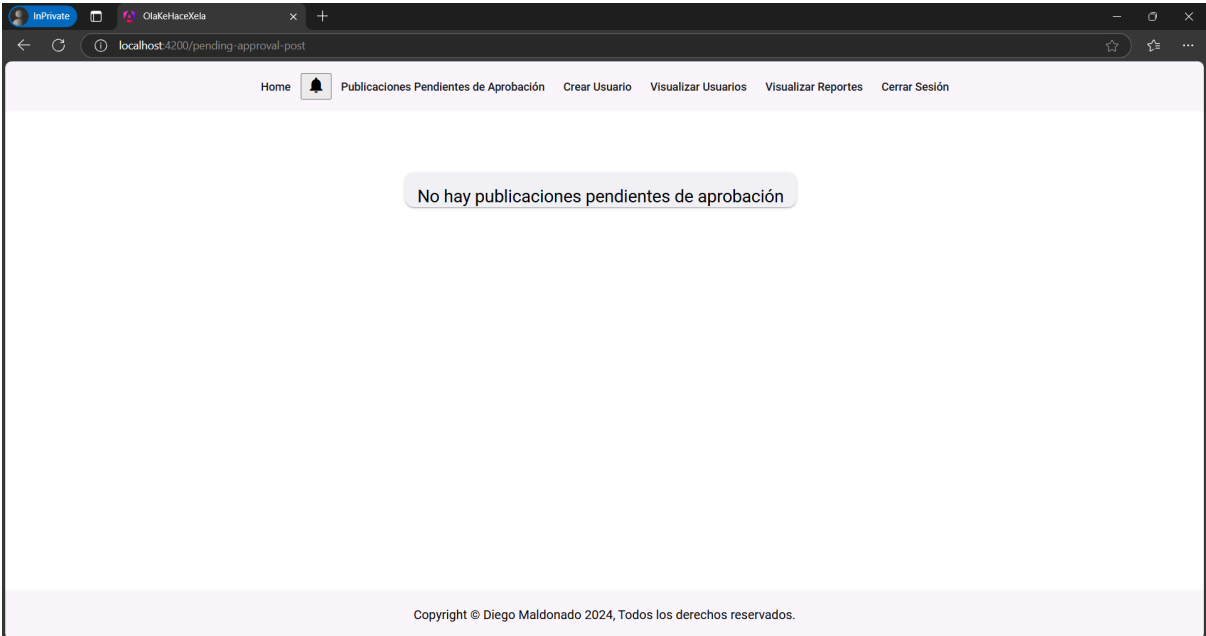 InPrivate
OlaKeHaceXela
localhost:4200/pending-approval-post
Home Publicaciones Pendientes de Aprobación Crear Usuario Visualizar Usuarios Visualizar Reportes Cerrar Sesión
No hay publicaciones pendientes de aprobación
Copyright © Diego Maldonado 2024, Todos los derechos reservados.